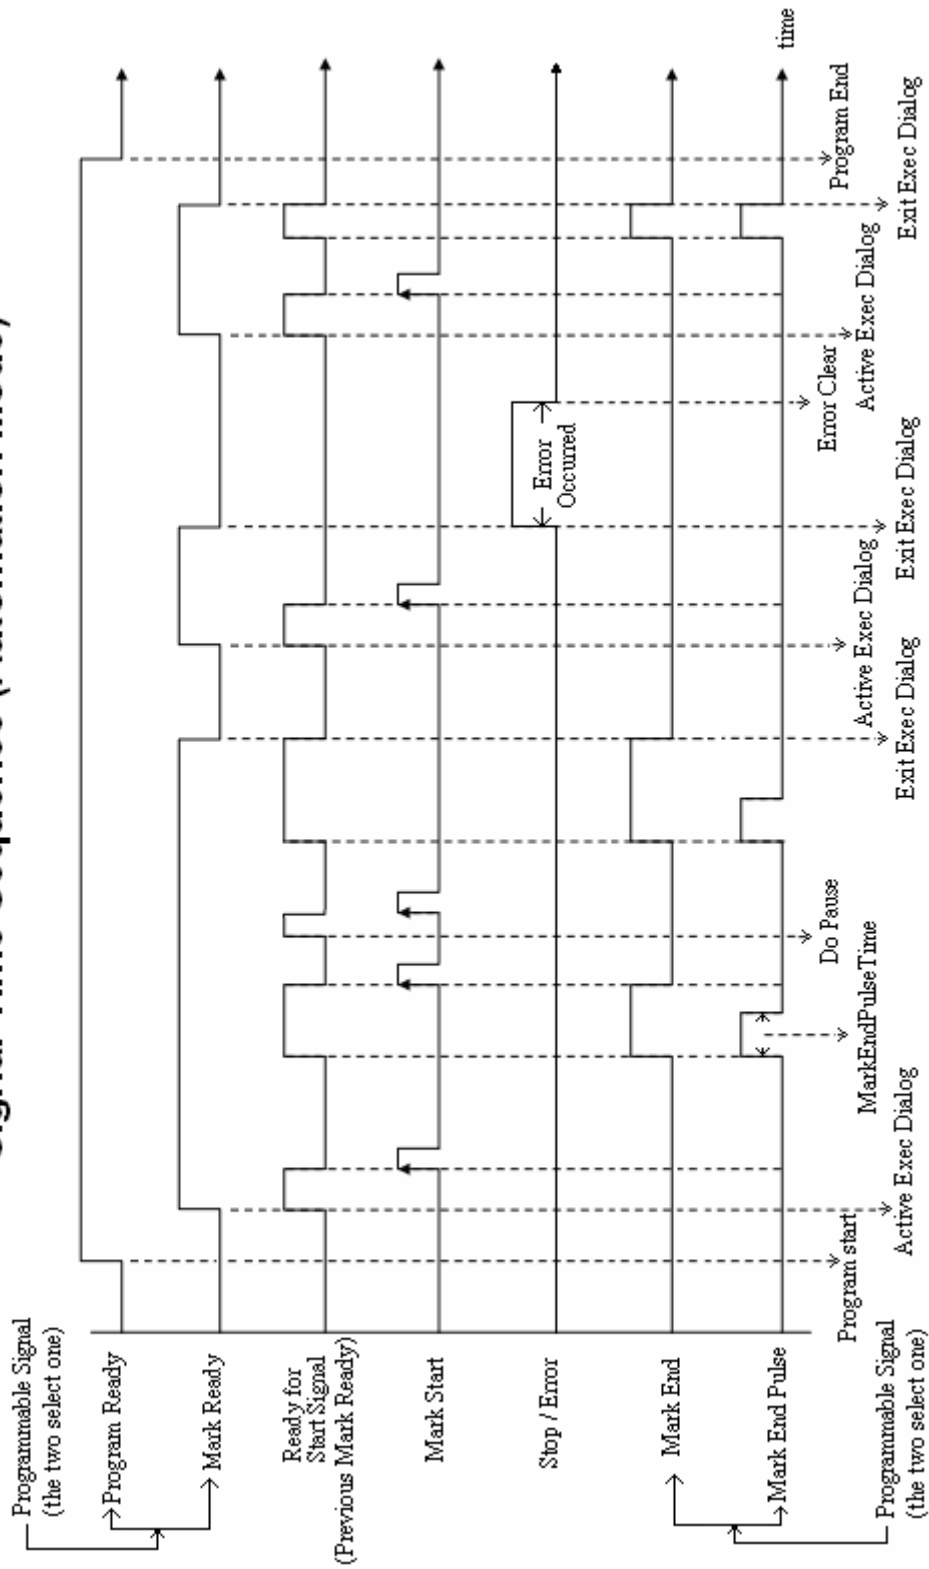 Signal Time Sequence (Automation Mode)
Programmable Signal
(the two select one)
Program Ready
Mark Ready
Ready for
Start Signal
(Previous Mark Ready)
Mark Start
Stop / Error
Error
Occurred
Mark End
Mark End Pulse
time
Programmable Signal
(the two select one)
Program start
Active Exec Dialog
MarkEndPulseTime
Do Pause
Exit Exec Dialog
Active Exec Dialog
Exit Exec Dialog
Error Clear
Active Exec Dialog
Program End
Exit Exec Dialog